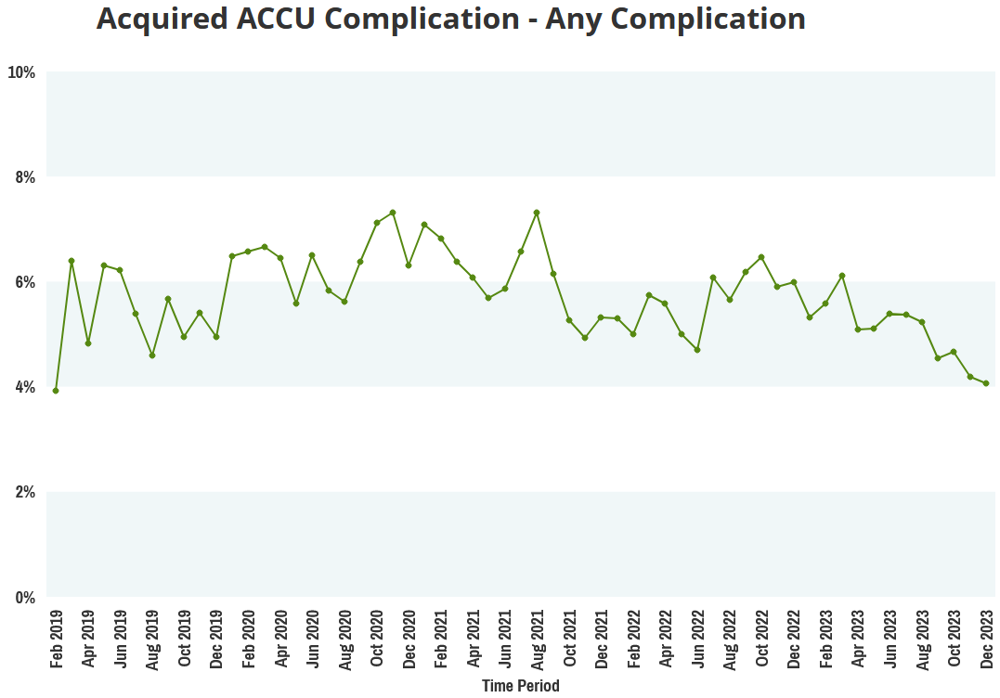 Acquired ACCU Complication - Any Complication
10%
8%
6%
4%
2%
0%
Feb 2019
Apr 2019
Jun 2019
Aug 2019
Oct 2019
Dec 2019
Feb 2020
Apr 2020
Jun 2020
Aug 2020
Oct 2020
Dec 2020
Feb 2021
Apr 2021
Jun 2021
Aug 2021
Oct 2021
Dec 2021
Feb 2022
Apr 2022
Jun 2022
Aug 2022
Oct 2022
Dec 2022
Feb 2023
Apr 2023
Jun 2023
Aug 2023
Oct 2023
Dec 2023
Time Period